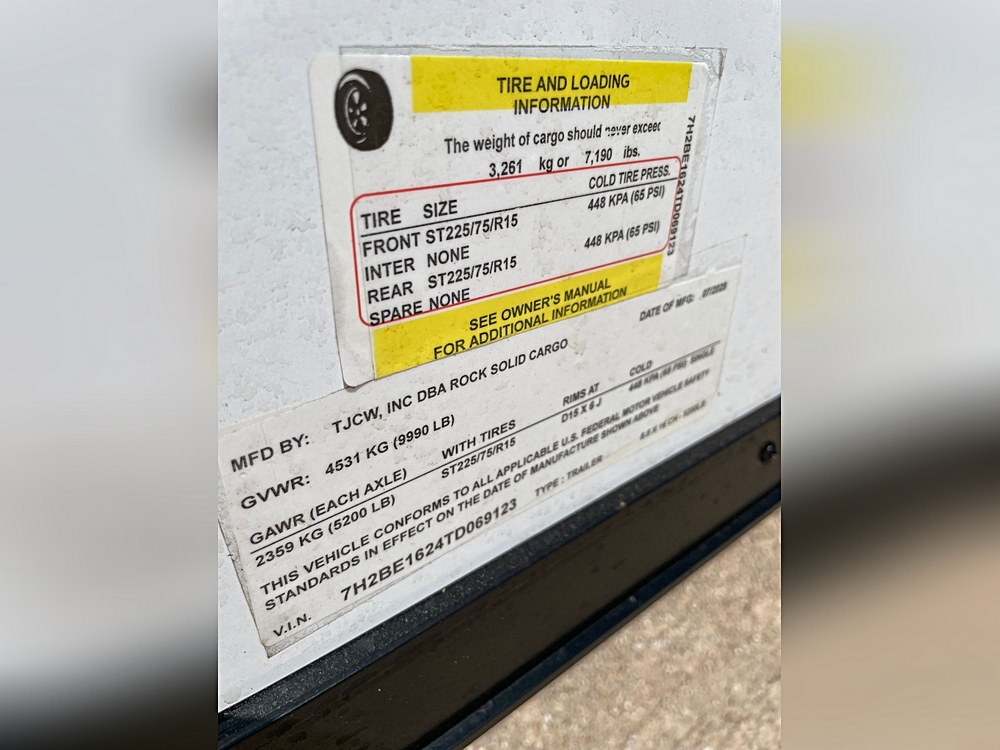 TIRE AND LOADING
INFORMATION
The weight of cargo should never exceed
3,261 kg or 7,190 lbs.
TIRE SIZE COLD TIRE PRESS.
FRONT ST225/75/R15 448 KPA (65 PSI)
INTER NONE
REAR ST225/75/R15 448 KPA (65 PSI)
SPARE NONE
SEE OWNER'S MANUAL
FOR ADDITIONAL INFORMATION
7H2BE1624TD069123
MFD BY: TJCW, INC DBA ROCK SOLID CARGO DATE OF MFG: 07/2025
GVWR: 4531 KG (9990 LB)
GAWR (EACH AXLE) WITH TIRES RIMS AT COLD
2359 KG (5200 LB) ST225/75/R15 D15 X 6 J 448 KPA (65 PSI) SINGLE
THIS VEHICLE CONFORMS TO ALL APPLICABLE U.S. FEDERAL MOTOR VEHICLE SAFETY
STANDARDS IN EFFECT ON THE DATE OF MANUFACTURE SHOWN ABOVE
V.I.N. 7H2BE1624TD069123 TYPE : TRAILER